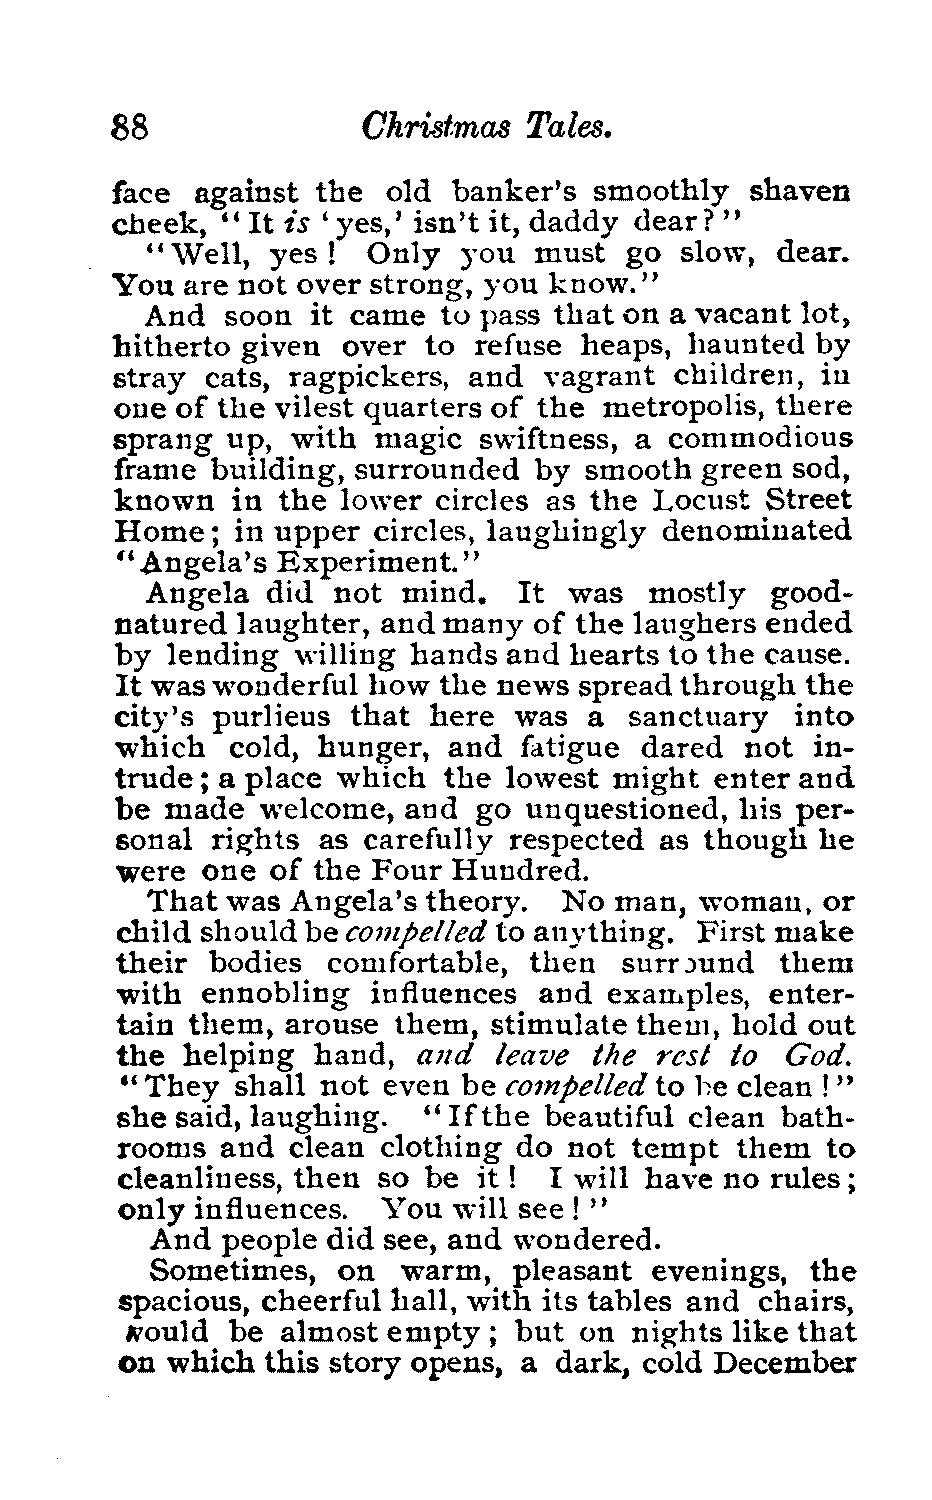 88 Christmas Tales.
face against the old banker's smoothly shaven
cheek, "It is 'yes,' isn't it, daddy dear?"
"Well, yes! Only you must go slow, dear.
You are not over strong, you know."
And soon it came to pass that on a vacant lot,
hitherto given over to refuse heaps, haunted by
stray cats, ragpickers, and vagrant children, in
one of the vilest quarters of the metropolis, there
sprang up, with magic swiftness, a commodious
frame building, surrounded by smooth green sod,
known in the lower circles as the Locust Street
Home; in upper circles, laughingly denominated
"Angela's Experiment."
Angela did not mind. It was mostly good-
natured laughter, and many of the laughers ended
by lending willing hands and hearts to the cause.
It was wonderful how the news spread through the
city's purlieus that here was a sanctuary into
which cold, hunger, and fatigue dared not in-
trude; a place which the lowest might enter and
be made welcome, and go unquestioned, his per-
sonal rights as carefully respected as though he
were one of the Four Hundred.
That was Angela's theory. No man, woman, or
child should be compelled to anything. First make
their bodies comfortable, then surround them
with ennobling influences and examples, enter-
tain them, arouse them, stimulate them, hold out
the helping hand, and leave the rest to God.
"They shall not even be compelled to be clean!"
she said, laughing. "If the beautiful clean bath-
rooms and clean clothing do not tempt them to
cleanliness, then so be it! I will have no rules;
only influences. You will see!"
And people did see, and wondered.
Sometimes, on warm, pleasant evenings, the
spacious, cheerful hall, with its tables and chairs,
would be almost empty; but on nights like that
on which this story opens, a dark, cold December